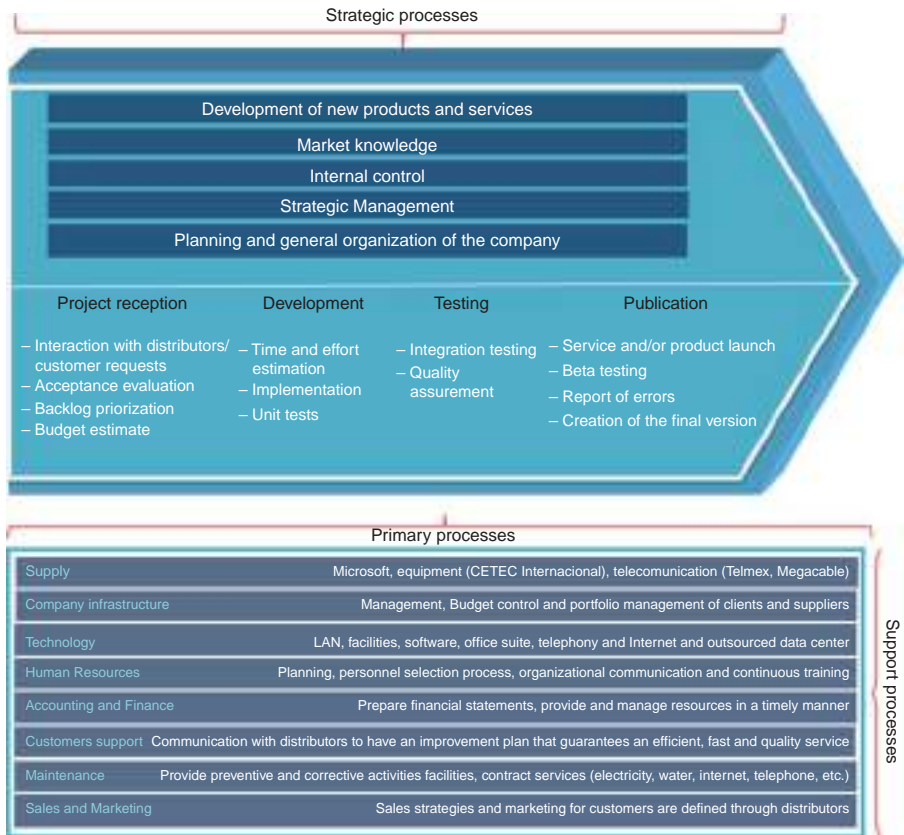 Strategic processes
Development of new products and services
Market knowledge
Internal control
Strategic Management
Planning and general organization of the company
Project reception
– Interaction with distributors/
customer requests
– Acceptance evaluation
– Backlog priorization
– Budget estimate
Development
– Time and effort
estimation
– Implementation
– Unit tests
Testing
– Integration testing
– Quality
assurement
Publication
– Service and/or product launch
– Beta testing
– Report of errors
– Creation of the final version
Primary processes
Supply Microsoft, equipment (CETEC Internacional), telecomunication (Telmex, Megacable)
Company infrastructure Management, Budget control and portfolio management of clients and suppliers
Technology LAN, facilities, software, office suite, telephony and Internet and outsourced data center
Human Resources Planning, personnel selection process, organizational communication and continuous training
Accounting and Finance Prepare financial statements, provide and manage resources in a timely manner
Customers support Communication with distributors to have an improvement plan that guarantees an efficient, fast and quality service
Maintenance Provide preventive and corrective activities facilities, contract services (electricity, water, internet, telephone, etc.)
Sales and Marketing Sales strategies and marketing for customers are defined through distributors
Support processes